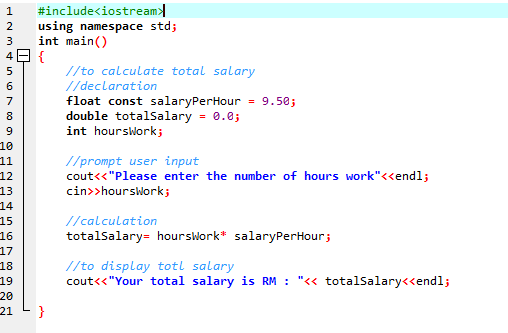 1 #include<iostream>
2 using namespace std;
3 int main()
4 {
5 //to calculate total salary
6 //declaration
7 float const salaryPerHour = 9.50;
8 double totalSalary = 0.0;
9 int hoursWork;
10
11 //prompt user input
12 cout<<"Please enter the number of hours work"<<endl;
13 cin>>hoursWork;
14
15 //calculation
16 totalSalary= hoursWork* salaryPerHour;
17
18 //to display totl salary
19 cout<<"Your total salary is RM : "<< totalSalary<<endl;
20
21 }